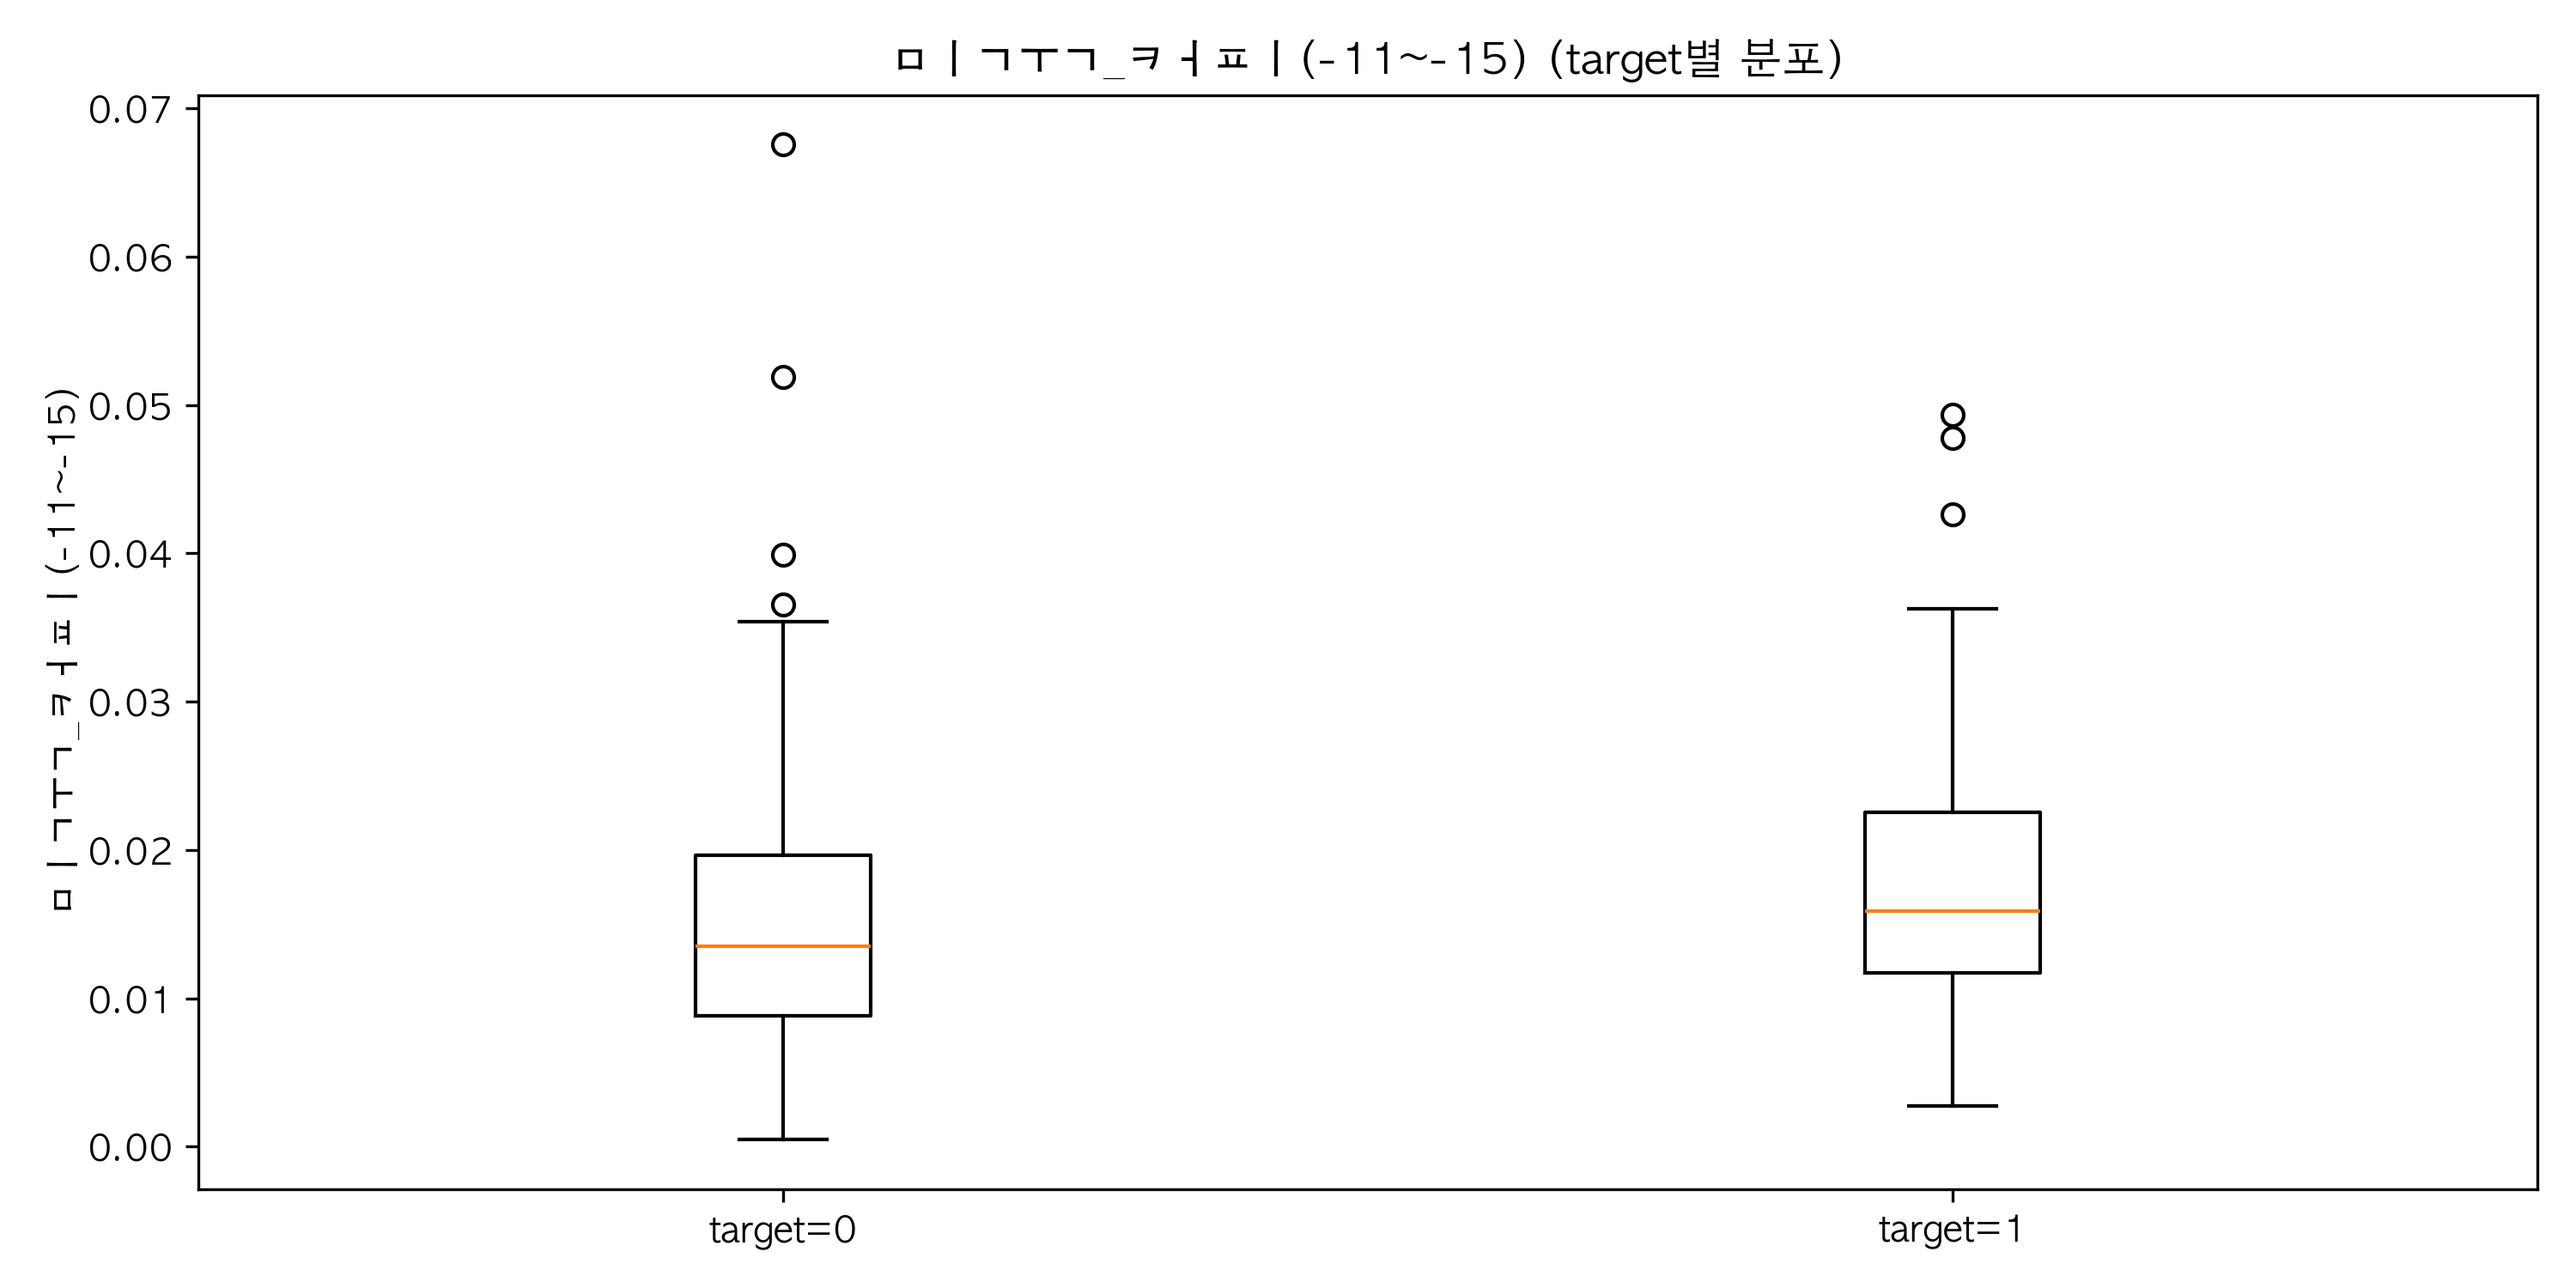 ㅁㅣㄱㅜㄱ_ㅋㅓㅍㅣ(-11~-15) (target별 분포)
ㅁㅣㄱㅜㄱ_ㅋㅓㅍㅣ(-11~-15)
0.07
0.06
0.05
0.04
0.03
0.02
0.01
0.00
target=0
target=1